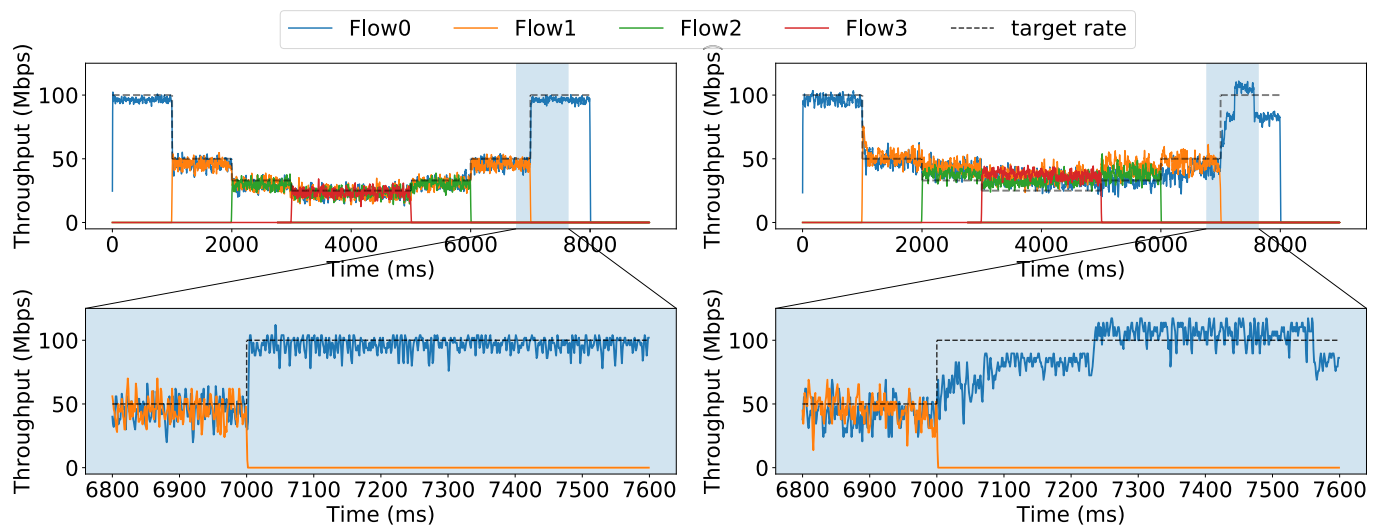 Flow0 Flow1 Flow2 Flow3 target rate
Throughput (Mbps)
100
50
0
0 2000 4000 6000 8000
Time (ms)
Throughput (Mbps)
100
50
0
0 2000 4000 6000 8000
Time (ms)
Throughput (Mbps)
100
50
0
6800 6900 7000 7100 7200 7300 7400 7500 7600
Time (ms)
Throughput (Mbps)
100
50
0
6800 6900 7000 7100 7200 7300 7400 7500 7600
Time (ms)